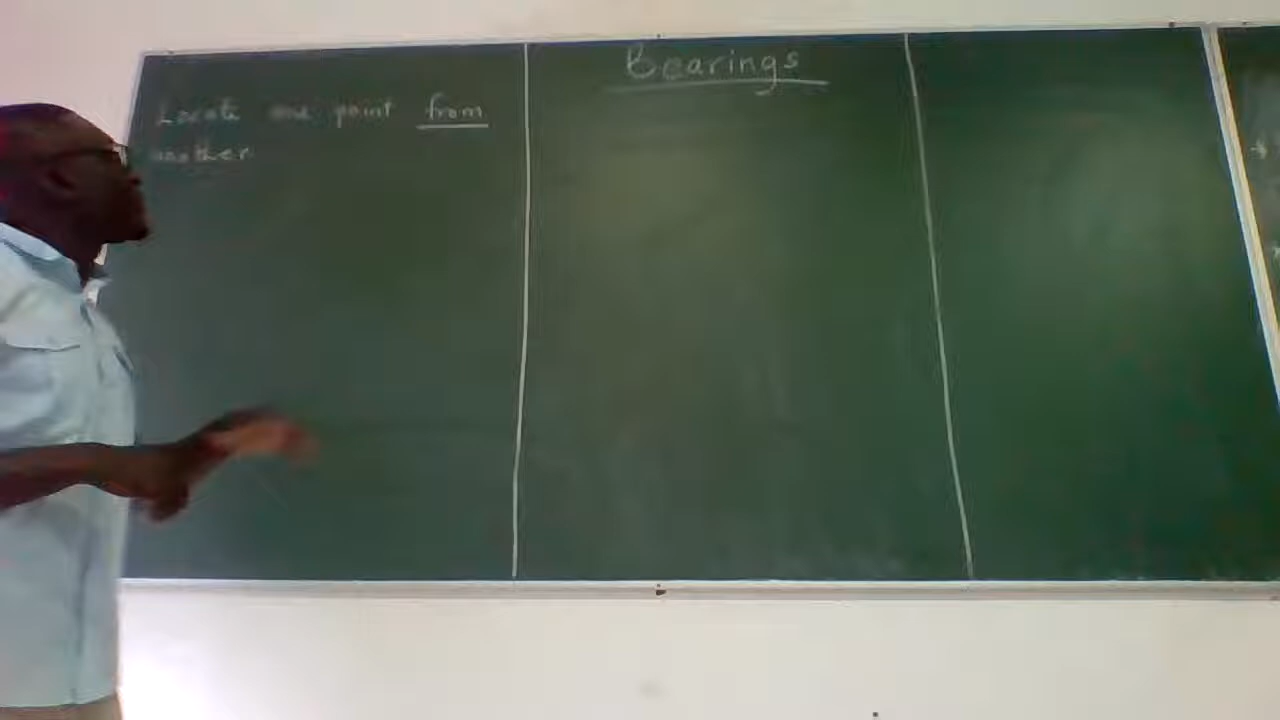 Bearings
Locate one point from
another